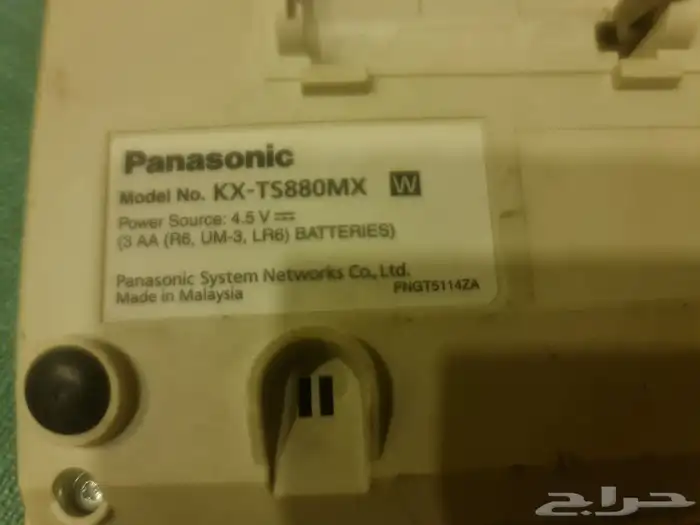 Panasonic
Model No. KX-TS880MX W
Power Source: 4.5 V ⎓
(3 AA (R6, UM-3, LR6) BATTERIES)
Panasonic System Networks Co., Ltd.
Made in Malaysia
PNGT5114ZA
حراج